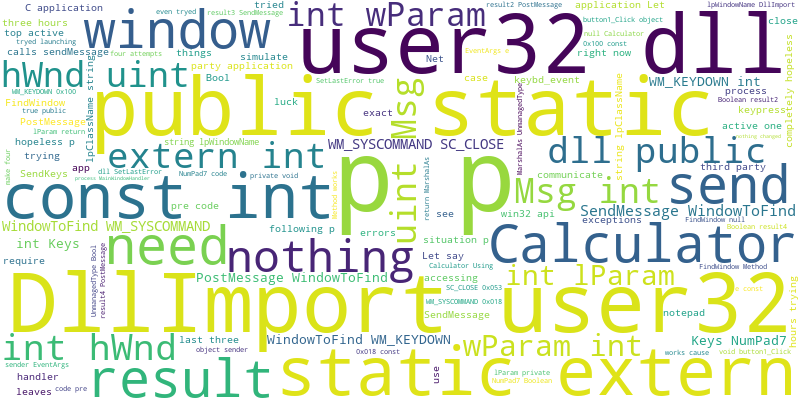 C application
even tryed
result3 SendMessage
tried
int wParam
result2 PostMessage
application Let
lpWindowName DllImport
three hours
top active
tryed launching
window
user32 dll
button1_Click object
close
calls sendMessage
four attempts
things
EventArgs e
null Calculator
0x100 const
right now
hWnd uint
party application
simulate
Net
Bool
case
keybd_event
SetLastError true
WM_KEYDOWN int
WM_KEYDOWN 0x100
FindWindow
true public
PostMessage
lParam return
lpClassName string
luck
public static
Msg
exact
process
Boolean result2
keypress
completely hopeless
hopeless p
string lpWindowName
WM_SYSCOMMAND SC_CLOSE
MarshalAs UnmanagedType
string lpClassName
active one
trying
extern int
dll public
third party
SendKeys
dll SetLastError
app
process MainWindowHandler
NumPad7 code
private void
uint
return MarshalAs
communicate
const int
p p
Msg int
send
see
win32 api
pre code
following p
SendMessage WindowToFind
WindowToFind WM_SYSCOMMAND
int Keys
need
nothing
errors
situation p
exceptions
FindWindow null
Boolean result4
require
Let say
Calculator
UnmanagedType Bool
result4 PostMessage
PostMessage WindowToFind
accessing
Calculator Using
int lParam
FindWindow Method
SC_CLOSE 0x053
DllImport user32
WM_SYSCOMMAND 0x018
SendMessage
notepad
hours trying
int hWnd
last three
object sender
WindowToFind WM_KEYDOWN
wParam int
Keys NumPad7
0x018 const
works cause
void button1_Click
sender EventArgs
handler
leaves
code pre
result
use
static extern
lParam private
NumPad7 Boolean